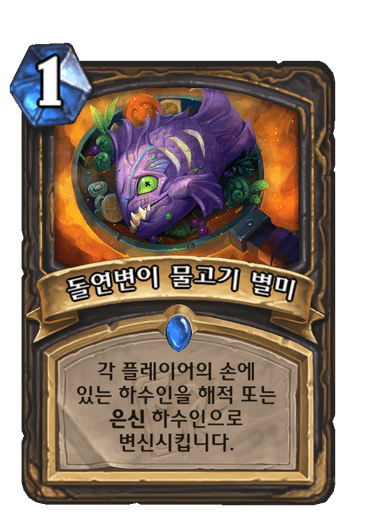 1
돌연변이 물고기 별미
각 플레이어의 손에
있는 하수인을 해적 또는
은신 하수인으로
변신시킵니다.